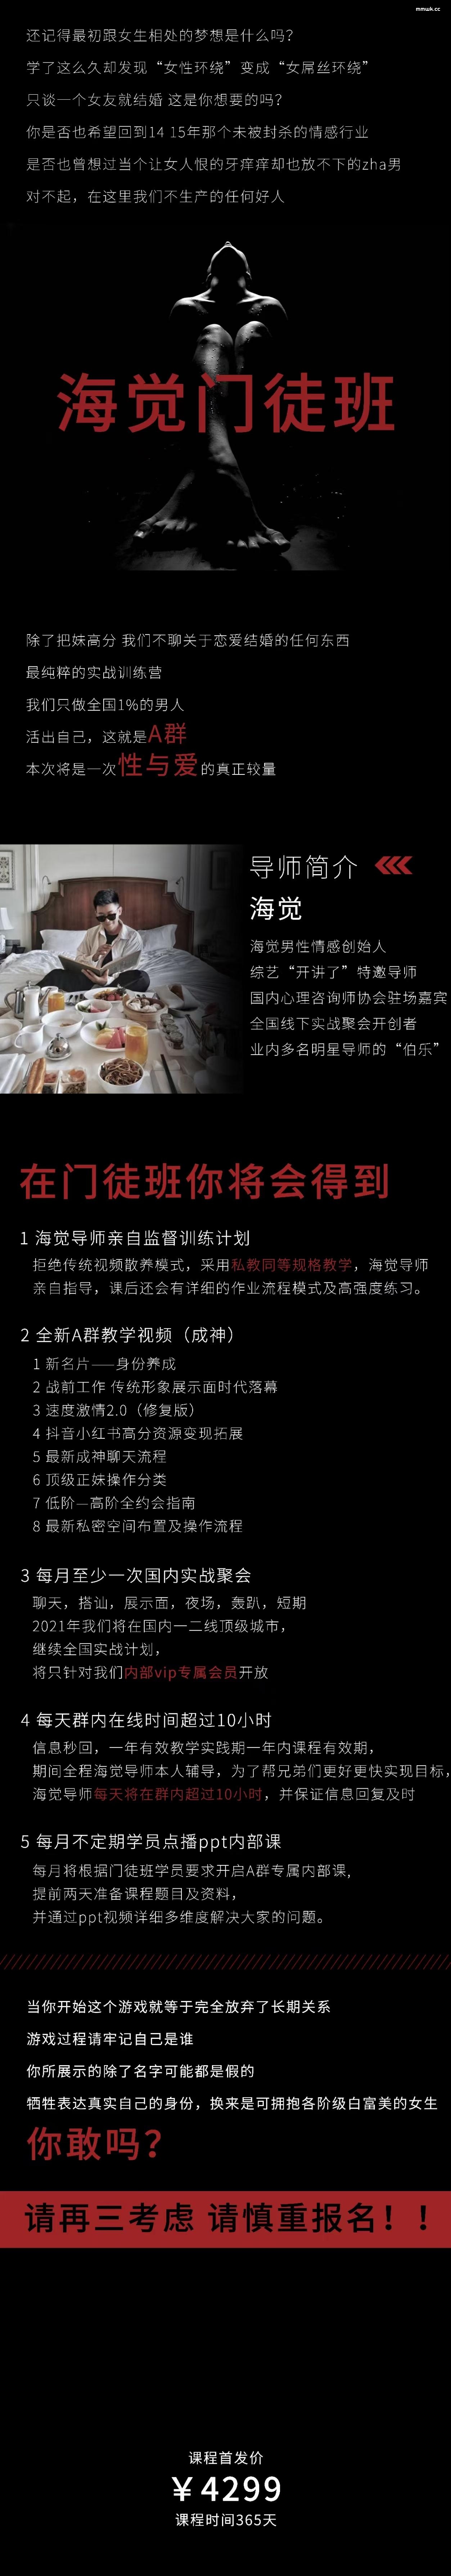 mmwk.cc
还记得最初跟女生相处的梦想是什么吗？
学了这么久却发现“女性环绕”变成“女屌丝环绕”
只谈一个女友就结婚 这是你想要的吗？
你是否也希望回到14 15年那个未被封杀的情感行业
是否也曾想过当个让女人恨的牙痒痒却也放不下的zha男
对不起，在这里我们不生产的任何好人
海觉门徒班
除了把妹高分 我们不聊关于恋爱结婚的任何东西
最纯粹的实战训练营
我们只做全国1%的男人
活出自己，这就是A群
本次将是一次性与爱的真正较量
导师简介
海觉
海觉男性情感创始人
综艺“开讲了”特邀导师
国内心理咨询师协会驻场嘉宾
全国线下实战聚会开创者
业内多名明星导师的“伯乐”
在门徒班你将会得到
1 海觉导师亲自监督训练计划
拒绝传统视频散养模式，采用私教同等规格教学，海觉导师
亲自指导，课后还会有详细的作业流程模式及高强度练习。
2 全新A群教学视频（成神）
1 新名片——身份养成
2 战前工作 传统形象展示面时代落幕
3 速度激情2.0（修复版）
4 抖音小红书高分资源变现拓展
5 最新成神聊天流程
6 顶级正妹操作分类
7 低阶—高阶全约会指南
8 最新私密空间布置及操作流程
3 每月至少一次国内实战聚会
聊天，搭讪，展示面，夜场，轰趴，短期
2021年我们将在国内一二线顶级城市，
继续全国实战计划，
将只针对我们内部vip专属会员开放
4 每天群内在线时间超过10小时
信息秒回，一年有效教学实践期一年内课程有效期，
期间全程海觉导师本人辅导，为了帮兄弟们更好更快实现目标，
海觉导师每天将在群内超过10小时，并保证信息回复及时
5 每月不定期学员点播ppt内部课
每月将根据门徒班学员要求开启A群专属内部课，
提前两天准备课程题目及资料，
并通过ppt视频详细多维度解决大家的问题。
当你开始这个游戏就等于完全放弃了长期关系
游戏过程请牢记自己是谁
你所展示的除了名字可能都是假的
牺牲表达真实自己的身份，换来是可拥抱各阶级白富美的女生
你敢吗？
请再三考虑 请慎重报名！！
课程首发价
￥4299
课程时间365天